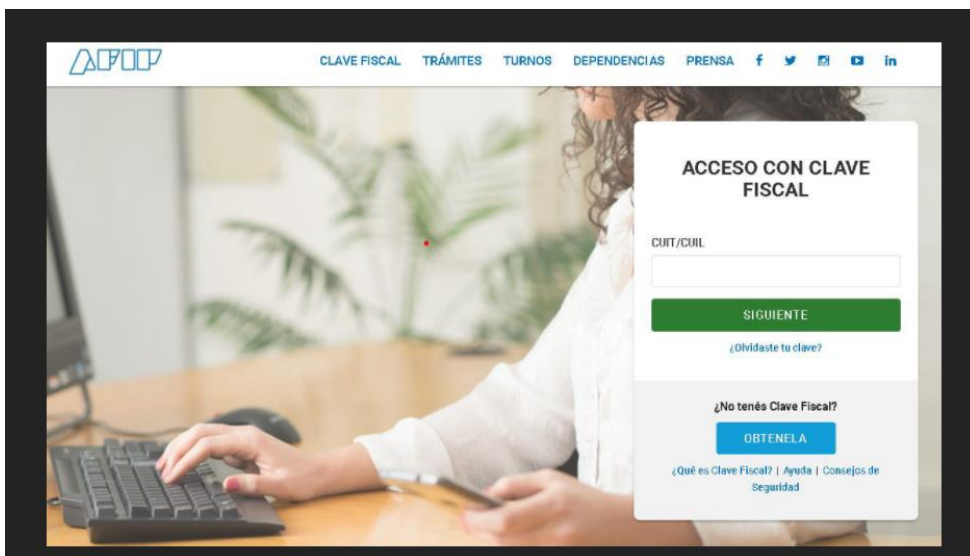 AFIP
CLAVE FISCAL TRÁMITES TURNOS DEPENDENCIAS PRENSA
ACCESO CON CLAVE
FISCAL
CUIT/CUIL
SIGUIENTE
¿Olvidaste tu clave?
¿No tenés Clave Fiscal?
OBTENELA
¿Qué es Clave Fiscal? | Ayuda | Consejos de
Seguridad